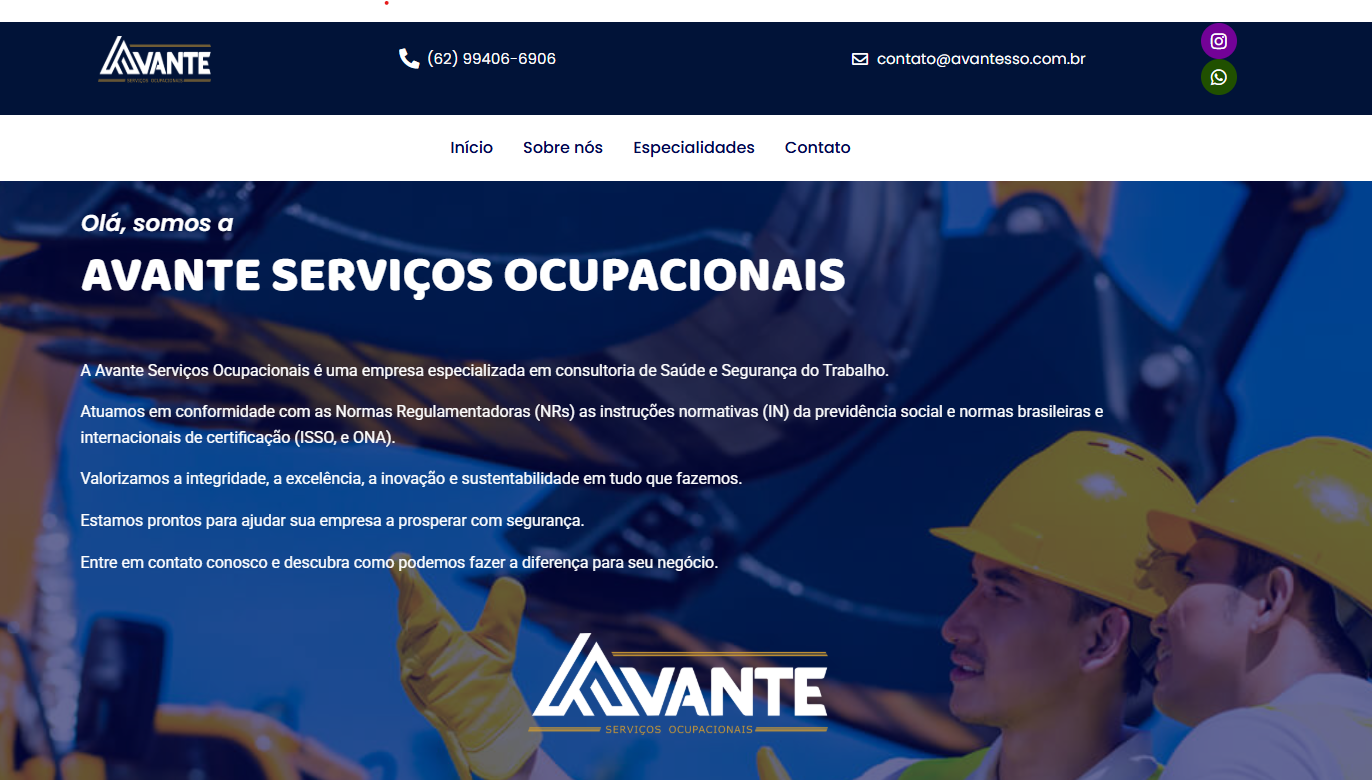 AVANTE
SERVIÇOS OCUPACIONAIS
(62) 99406-6906
contato@avantesso.com.br
Início Sobre nós Especialidades Contato
Olá, somos a
AVANTE SERVIÇOS OCUPACIONAIS
A Avante Serviços Ocupacionais é uma empresa especializada em consultoria de Saúde e Segurança do Trabalho.
Atuamos em conformidade com as Normas Regulamentadoras (NRs) as instruções normativas (IN) da previdência social e normas brasileiras e
internacionais de certificação (ISSO, e ONA).
Valorizamos a integridade, a excelência, a inovação e sustentabilidade em tudo que fazemos.
Estamos prontos para ajudar sua empresa a prosperar com segurança.
Entre em contato conosco e descubra como podemos fazer a diferença para seu negócio.
AVANTE
SERVIÇOS OCUPACIONAIS